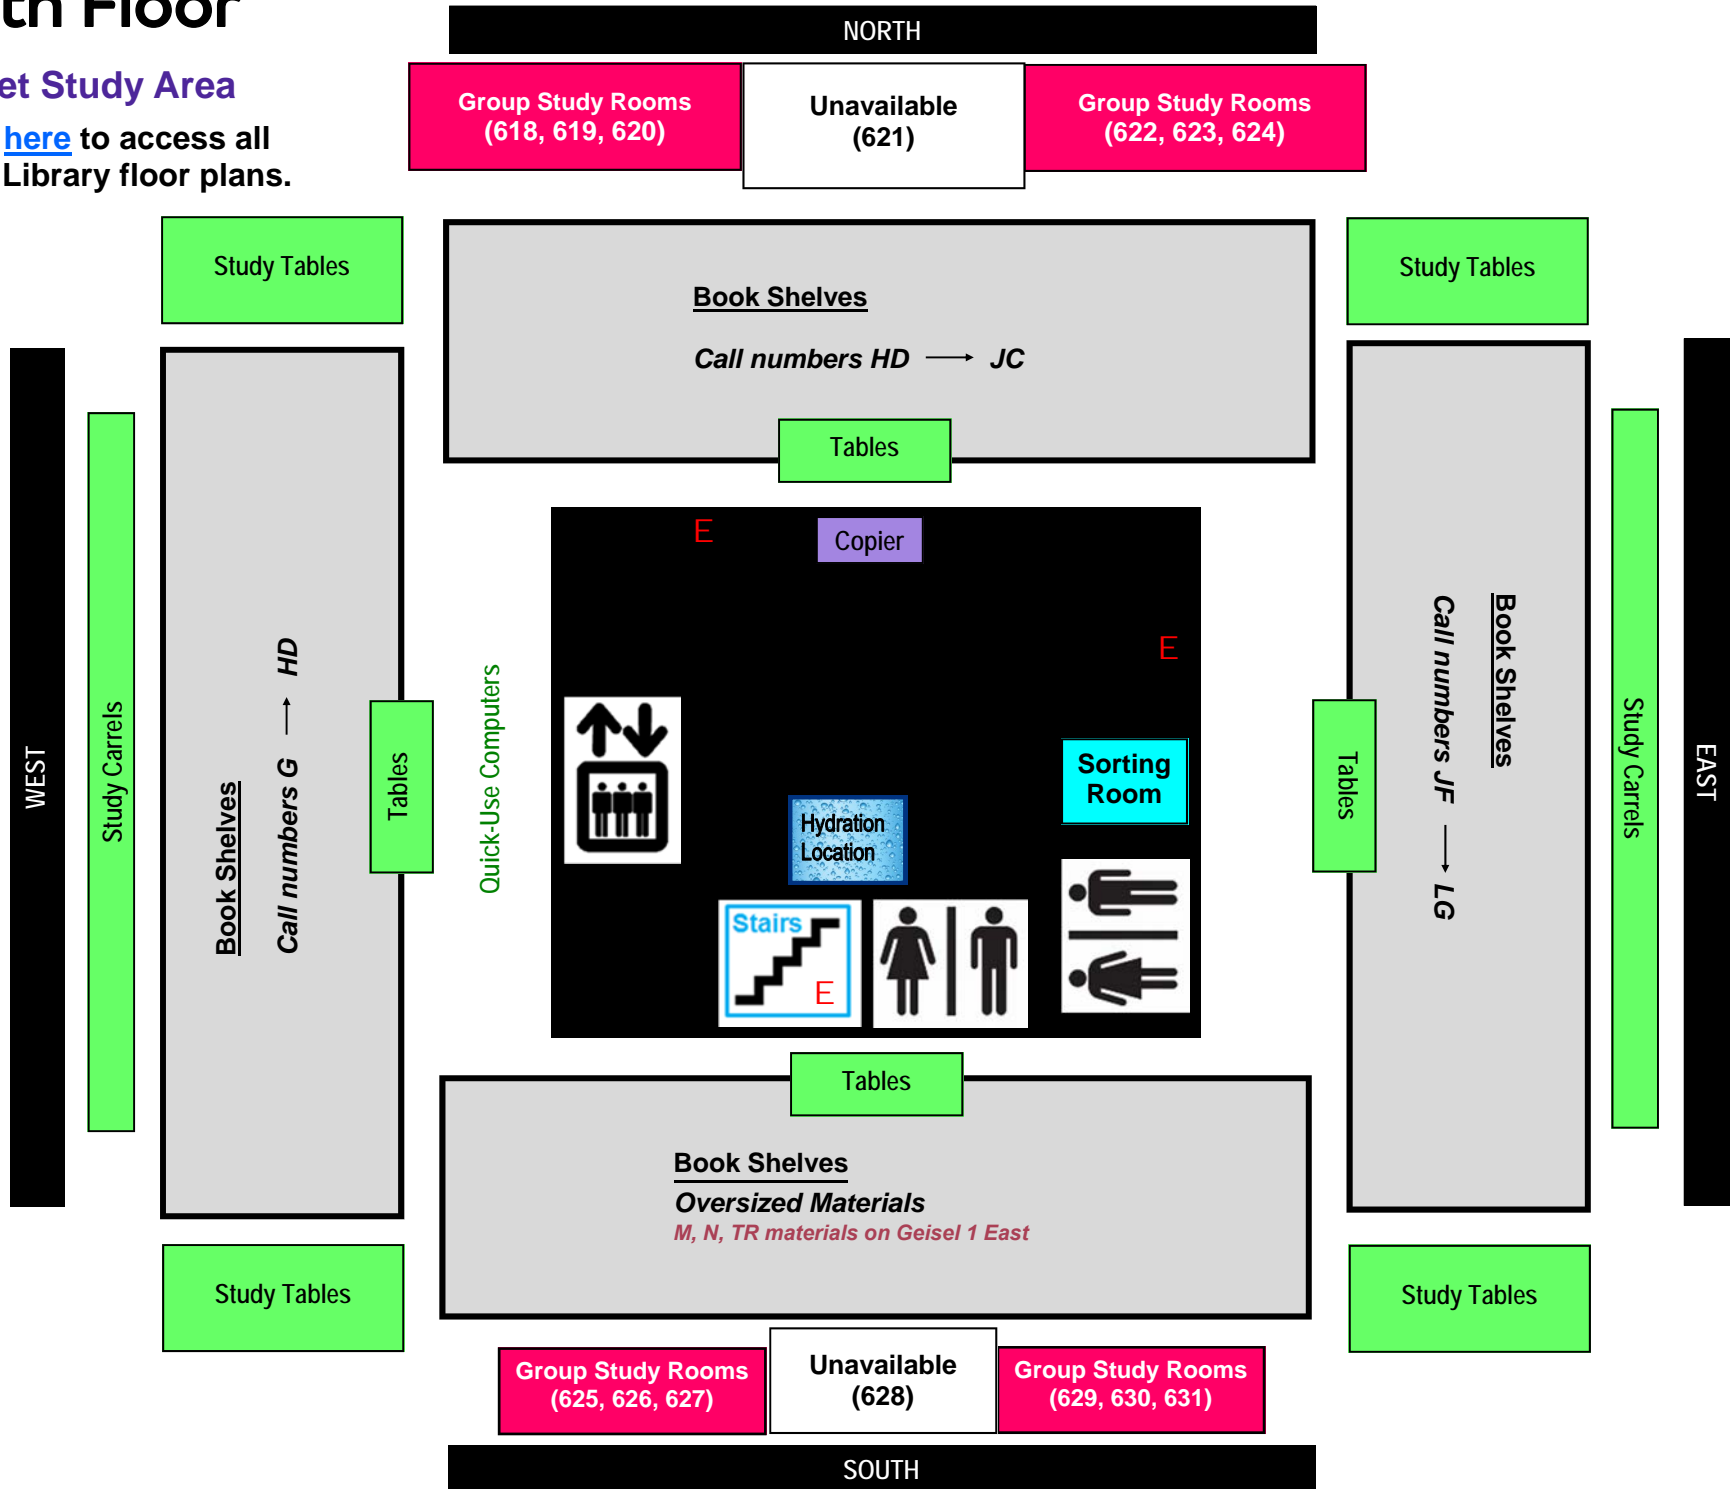 th Floor
et Study Area
here to access all
Library floor plans.
NORTH
Group Study Rooms
(618, 619, 620)
Unavailable
(621)
Group Study Rooms
(622, 623, 624)
Study Tables
Book Shelves
Call numbers HD → JC
Tables
Study Tables
WEST
Study Carrels
Book Shelves
Call numbers G → HD
Tables
Quick-Use Computers
E
Copier
E
Sorting
Room
Hydration
Location
Stairs
E
Tables
Call numbers JF → LG
Book Shelves
Study Carrels
EAST
Tables
Book Shelves
Oversized Materials
M, N, TR materials on Geisel 1 East
Study Tables
Study Tables
Group Study Rooms
(625, 626, 627)
Unavailable
(628)
Group Study Rooms
(629, 630, 631)
SOUTH